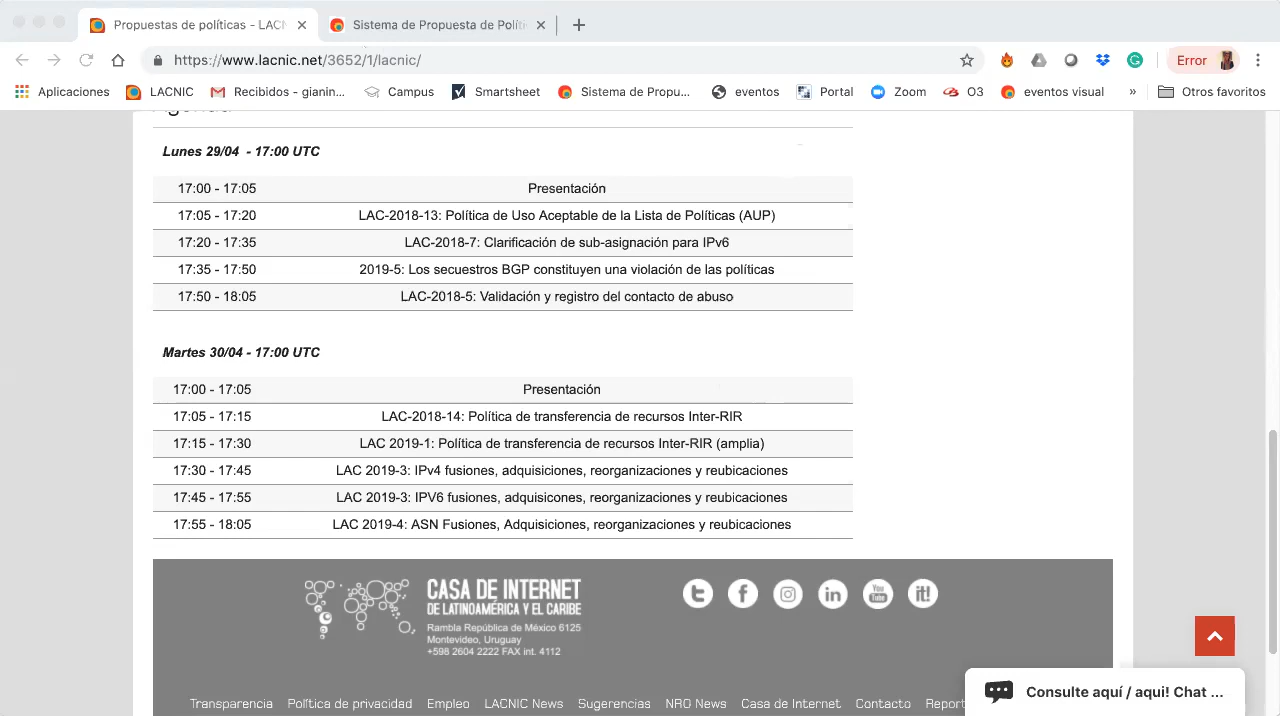 Propuestas de políticas - LACN
Sistema de Propuesta de Políti
https://www.lacnic.net/3652/1/lacnic/
Error
Aplicaciones
LACNIC
Recibidos - gianin...
Campus
Smartsheet
Sistema de Propu...
eventos
Portal
Zoom
O3
eventos visual
»
Otros favoritos
Agenda
Lunes 29/04 - 17:00 UTC
17:00 - 17:05 Presentación
17:05 - 17:20 LAC-2018-13: Política de Uso Aceptable de la Lista de Políticas (AUP)
17:20 - 17:35 LAC-2018-7: Clarificación de sub-asignación para IPv6
17:35 - 17:50 2019-5: Los secuestros BGP constituyen una violación de las políticas
17:50 - 18:05 LAC-2018-5: Validación y registro del contacto de abuso
Martes 30/04 - 17:00 UTC
17:00 - 17:05 Presentación
17:05 - 17:15 LAC-2018-14: Política de transferencia de recursos Inter-RIR
17:15 - 17:30 LAC 2019-1: Política de transferencia de recursos Inter-RIR (amplia)
17:30 - 17:45 LAC 2019-3: IPv4 fusiones, adquisiciones, reorganizaciones y reubicaciones
17:45 - 17:55 LAC 2019-3: IPV6 fusiones, adquisicones, reorganizaciones y reubicaciones
17:55 - 18:05 LAC 2019-4: ASN Fusiones, Adquisiciones, reorganizaciones y reubicaciones
CASA DE INTERNET
DE LATINOAMÉRICA Y EL CARIBE
Rambla República de México 6125
Montevideo, Uruguay
+598 2604 2222 FAX int. 4112
You Tube
it!
Transparencia Política de privacidad Empleo LACNIC News Sugerencias NRO News Casa de Internet Contacto Report
Consulte aquí / aqui! Chat ...